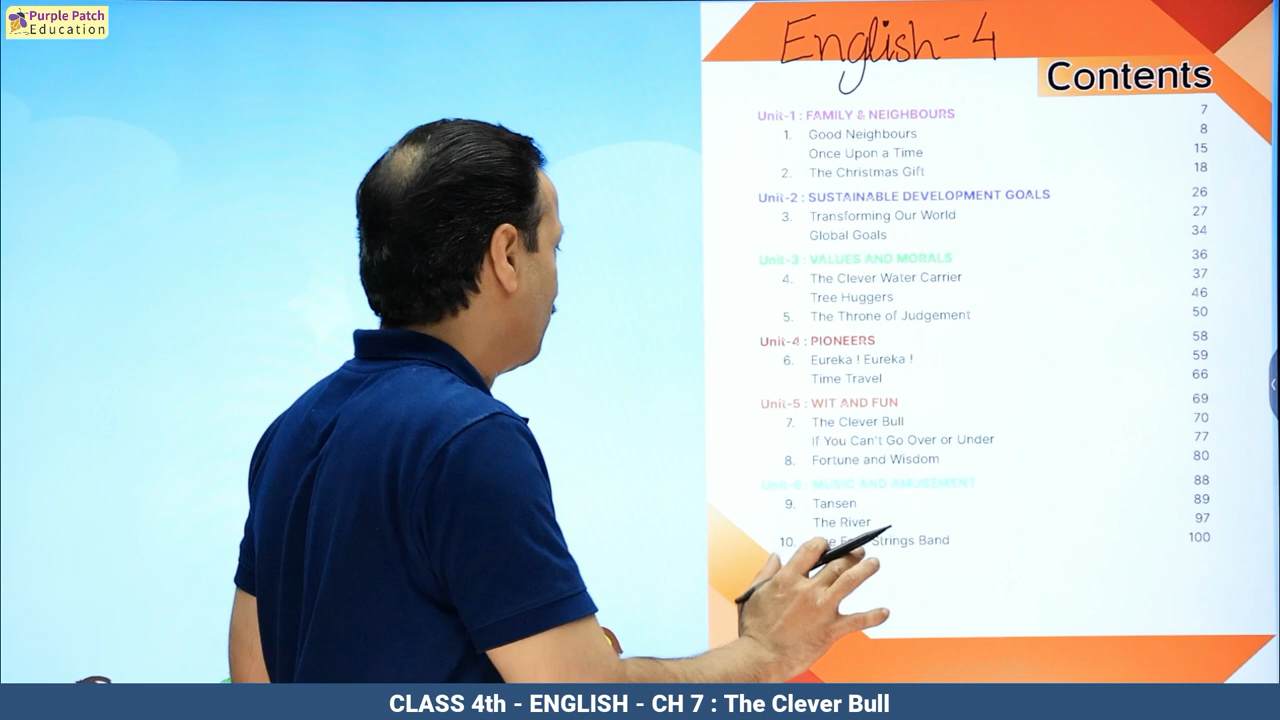 Purple Patch
Education
English-4
Contents
Unit-1 : FAMILY & NEIGHBOURS 7
1. Good Neighbours 8
Once Upon a Time 15
2. The Christmas Gift 18
Unit-2 : SUSTAINABLE DEVELOPMENT GOALS 26
3. Transforming Our World 27
Global Goals 34
Unit-3 : VALUES AND MORALS 36
4. The Clever Water Carrier 37
Tree Huggers 46
5. The Throne of Judgement 50
Unit-4 : PIONEERS 58
6. Eureka ! Eureka ! 59
Time Travel 66
Unit-5 : WIT AND FUN 69
7. The Clever Bull 70
If You Can't Go Over or Under 77
8. Fortune and Wisdom 80
Unit-6 : MUSIC AND AMUSEMENT 88
9. Tansen 89
The River 97
10. Strings Band 100
CLASS 4th - ENGLISH - CH 7 : The Clever Bull